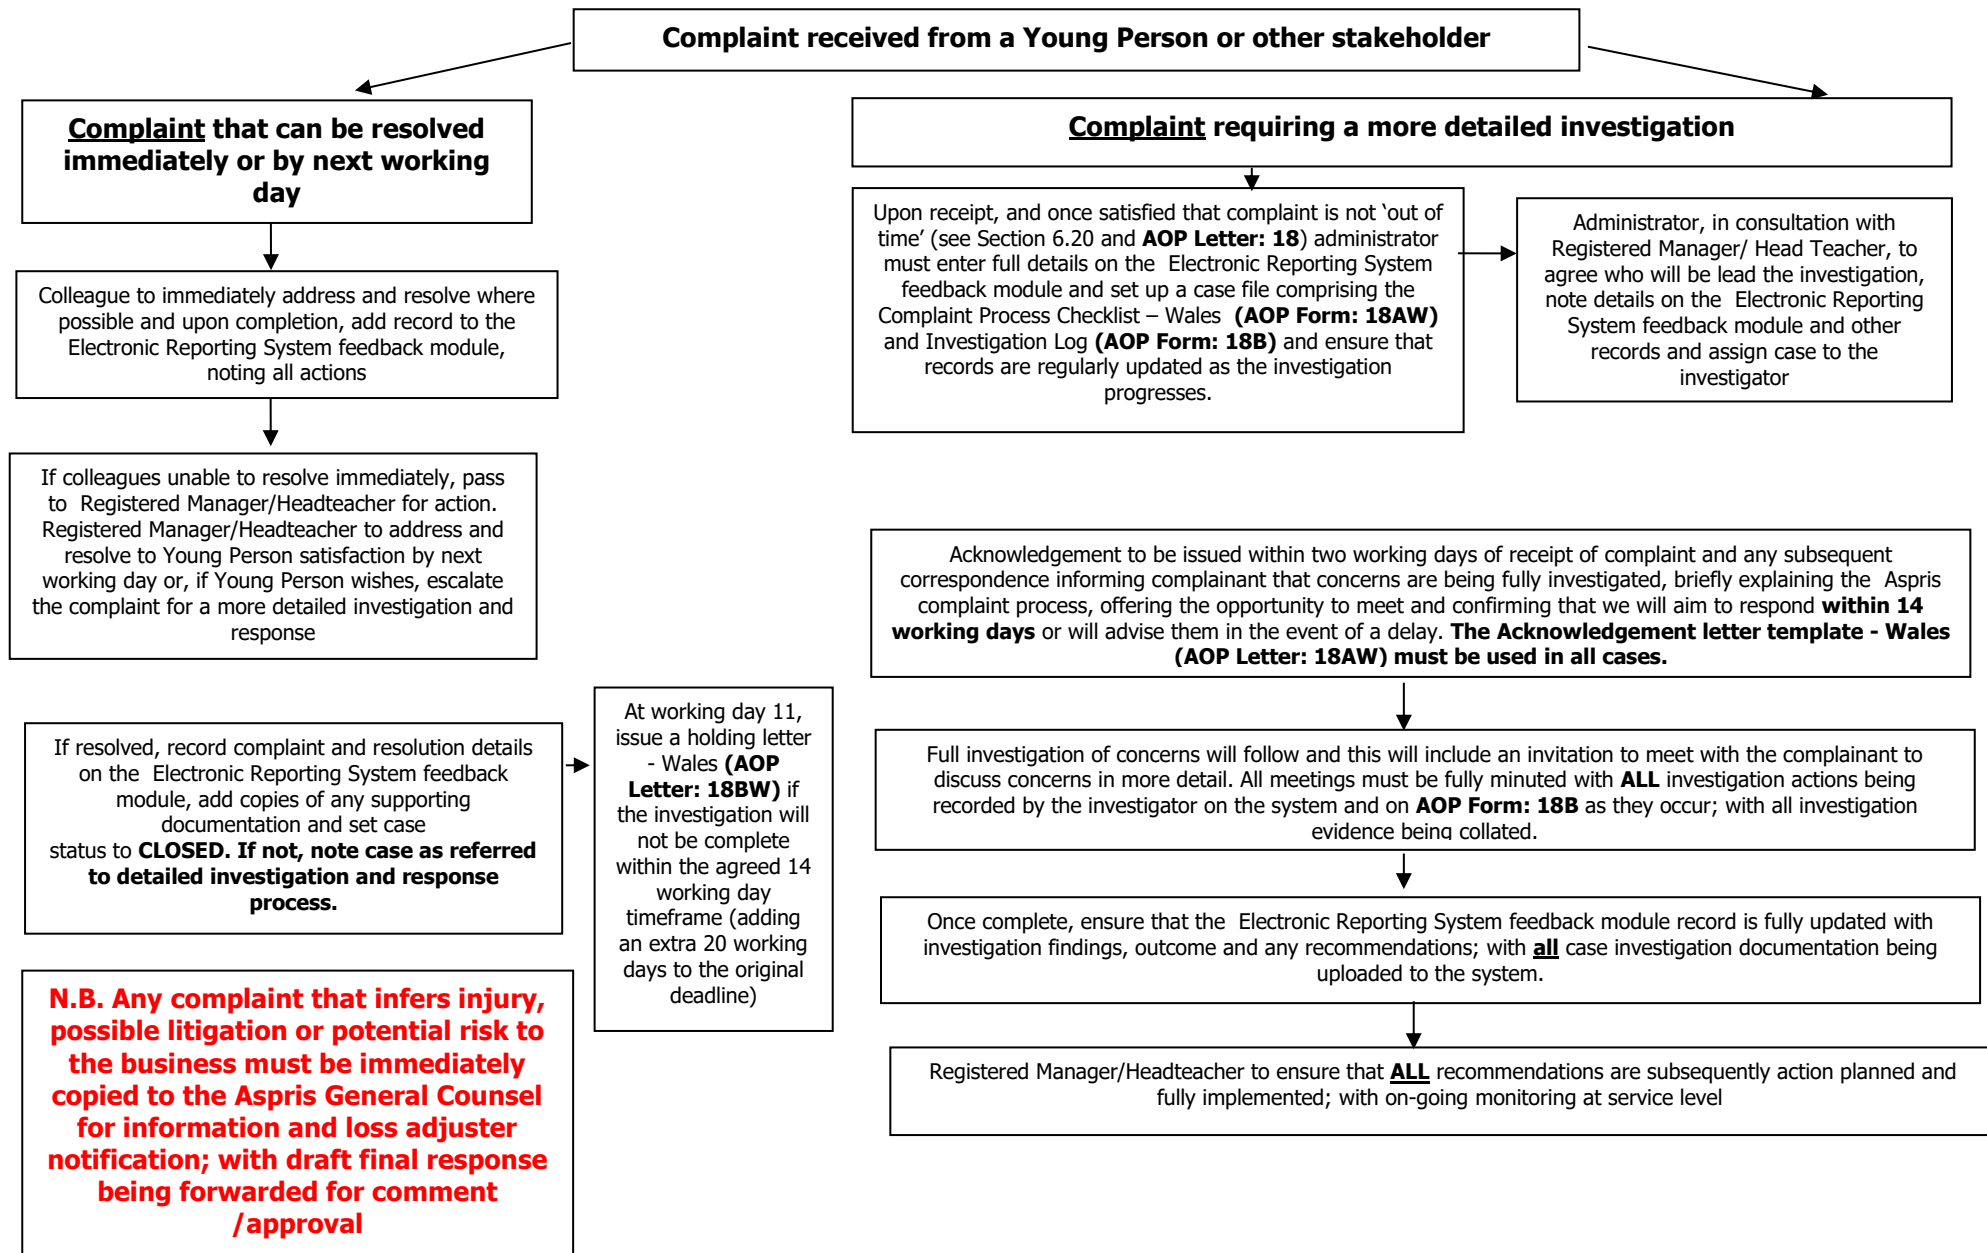 Complaint received from a Young Person or other stakeholder
Complaint that can be resolved
immediately or by next working
day
Colleague to immediately address and resolve where
possible and upon completion, add record to the
Electronic Reporting System feedback module,
noting all actions
If colleagues unable to resolve immediately, pass
to Registered Manager/Headteacher for action.
Registered Manager/Headteacher to address and
resolve to Young Person satisfaction by next
working day or, if Young Person wishes, escalate
the complaint for a more detailed investigation and
response
If resolved, record complaint and resolution details
on the Electronic Reporting System feedback
module, add copies of any supporting
documentation and set case
status to CLOSED. If not, note case as referred
to detailed investigation and response
process.
N.B. Any complaint that infers injury,
possible litigation or potential risk to
the business must be immediately
copied to the Aspris General Counsel
for information and loss adjuster
notification; with draft final response
being forwarded for comment
/approval
At working day 11,
issue a holding letter
- Wales (AOP
Letter: 18BW) if
the investigation will
not be complete
within the agreed 14
working day
timeframe (adding
an extra 20 working
days to the original
deadline)
Complaint requiring a more detailed investigation
Upon receipt, and once satisfied that complaint is not ‘out of
time’ (see Section 6.20 and AOP Letter: 18) administrator
must enter full details on the Electronic Reporting System
feedback module and set up a case file comprising the
Complaint Process Checklist – Wales (AOP Form: 18AW)
and Investigation Log (AOP Form: 18B) and ensure that
records are regularly updated as the investigation
progresses.
Administrator, in consultation with
Registered Manager/ Head Teacher, to
agree who will be lead the investigation,
note details on the Electronic Reporting
System feedback module and other
records and assign case to the
investigator
Acknowledgement to be issued within two working days of receipt of complaint and any subsequent
correspondence informing complainant that concerns are being fully investigated, briefly explaining the Aspris
complaint process, offering the opportunity to meet and confirming that we will aim to respond within 14
working days or will advise them in the event of a delay. The Acknowledgement letter template - Wales
(AOP Letter: 18AW) must be used in all cases.
Full investigation of concerns will follow and this will include an invitation to meet with the complainant to
discuss concerns in more detail. All meetings must be fully minuted with ALL investigation actions being
recorded by the investigator on the system and on AOP Form: 18B as they occur; with all investigation
evidence being collated.
Once complete, ensure that the Electronic Reporting System feedback module record is fully updated with
investigation findings, outcome and any recommendations; with all case investigation documentation being
uploaded to the system.
Registered Manager/Headteacher to ensure that ALL recommendations are subsequently action planned and
fully implemented; with on-going monitoring at service level